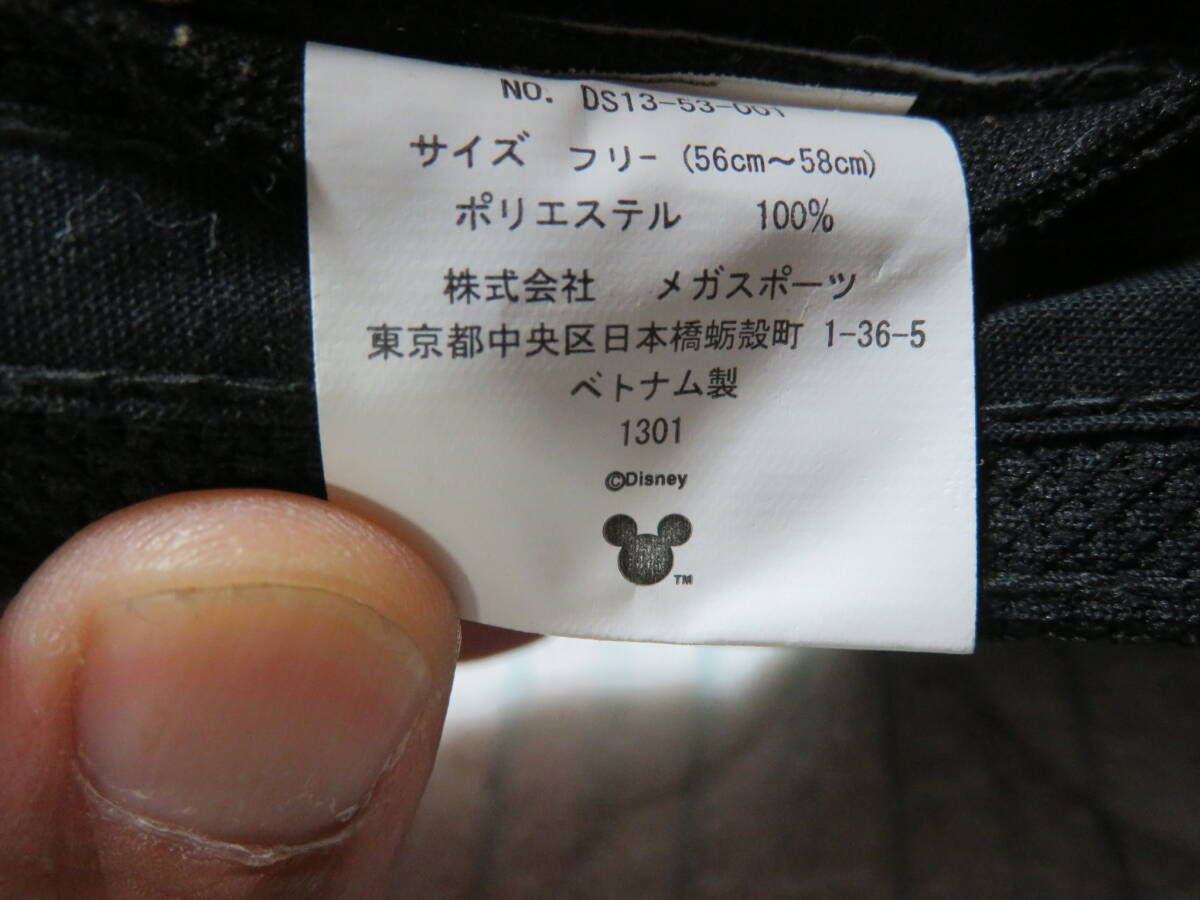 NO. DS13-53-001
サイズ フリー (56cm～58cm)
ポリエステル 100%
株式会社 メガスポーツ
東京都中央区日本橋蛎殻町 1-36-5
ベトナム製
1301
©Disney
TM